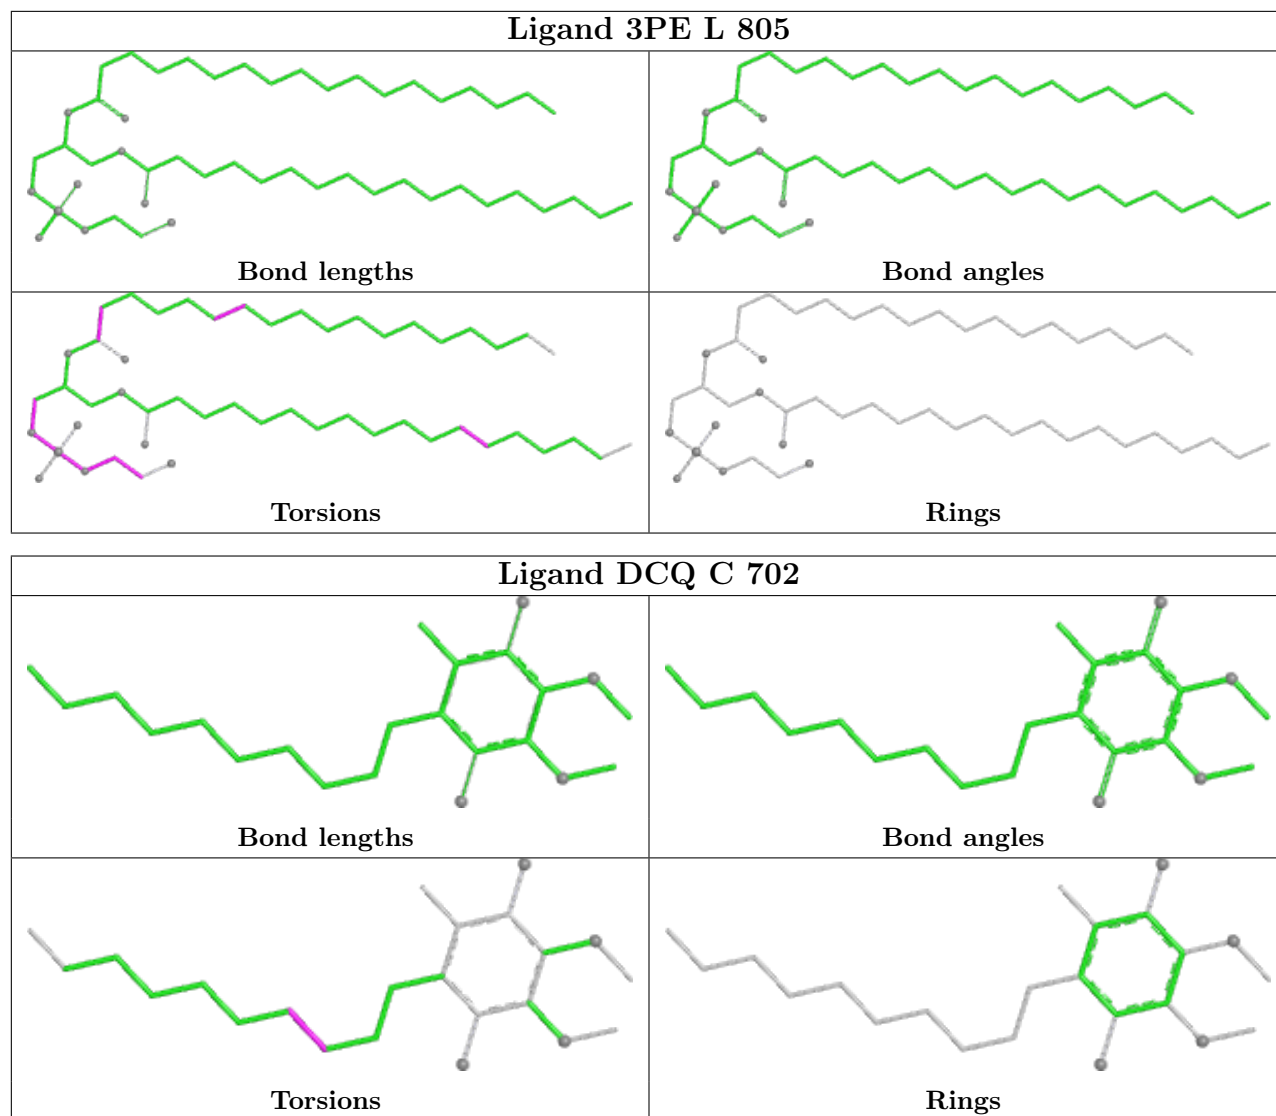 Ligand 3PE L 805
Bond lengths
Bond angles
Torsions
Rings
Ligand DCQ C 702
Bond lengths
Bond angles
Torsions
Rings